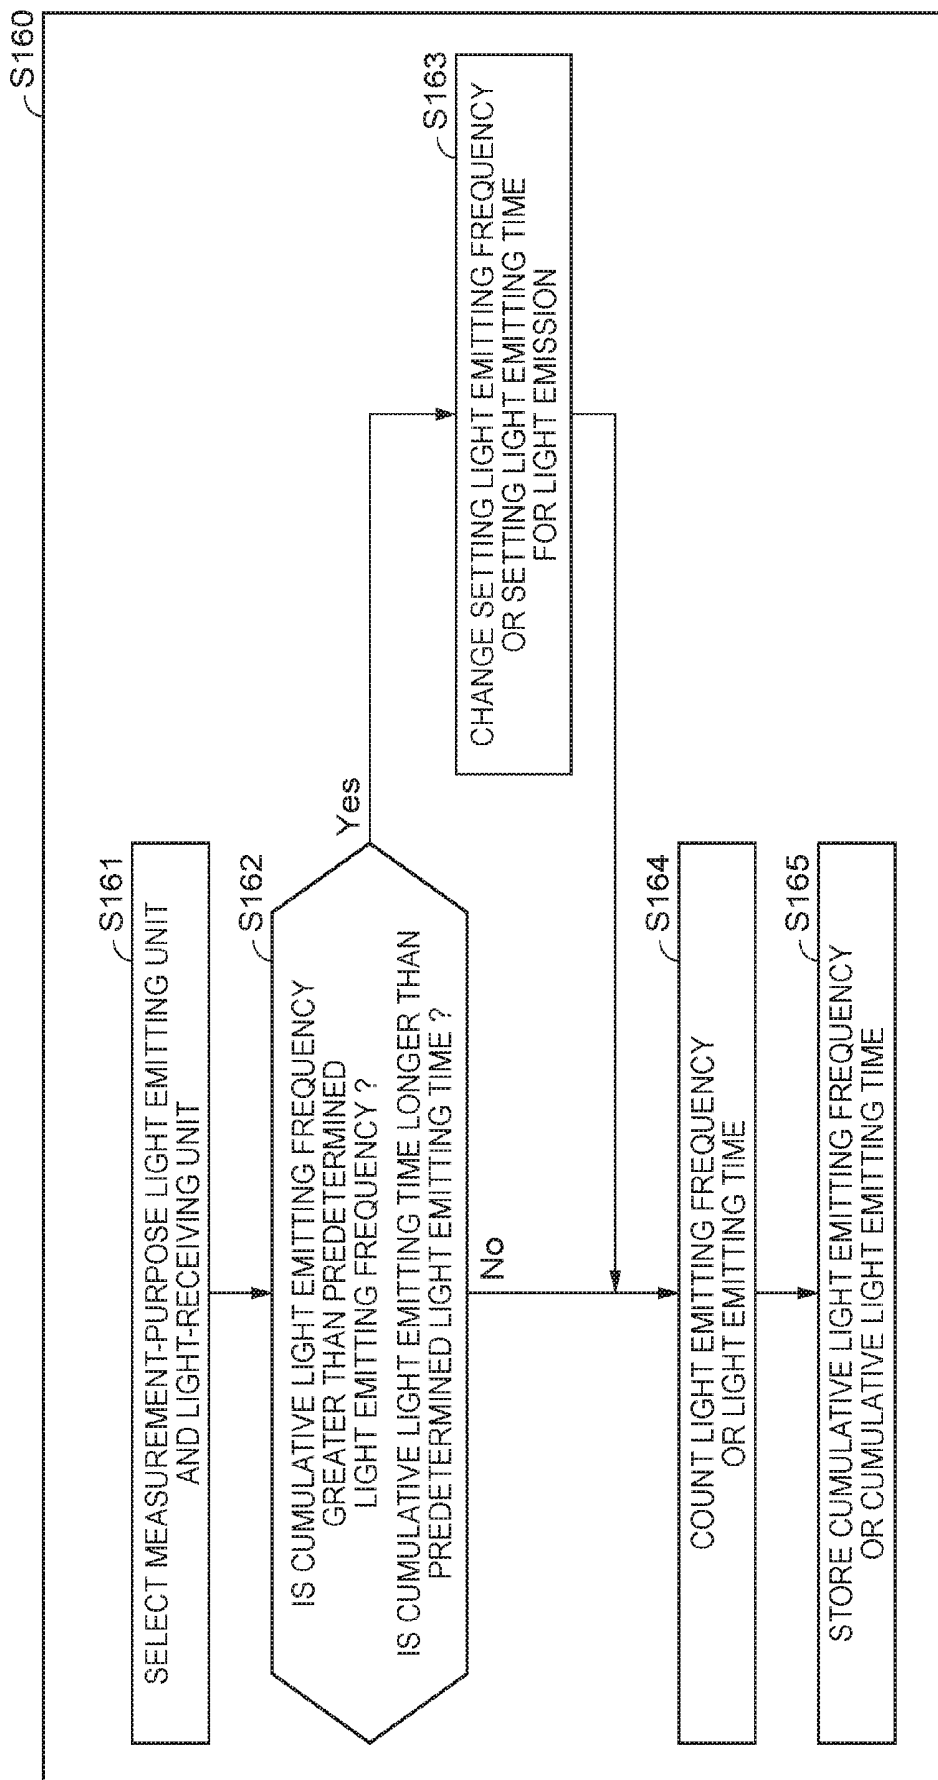 S160
S161
SELECT MEASUREMENT-PURPOSE LIGHT EMITTING UNIT
AND LIGHT-RECEIVING UNIT
S162
IS CUMULATIVE LIGHT EMITTING FREQUENCY
GREATER THAN PREDETERMINED
LIGHT EMITTING FREQUENCY ?
IS CUMULATIVE LIGHT EMITTING TIME LONGER THAN
PREDETERMINED LIGHT EMITTING TIME ?
Yes
No
S163
CHANGE SETTING LIGHT EMITTING FREQUENCY
OR SETTING LIGHT EMITTING TIME
FOR LIGHT EMISSION
S164
COUNT LIGHT EMITTING FREQUENCY
OR LIGHT EMITTING TIME
S165
STORE CUMULATIVE LIGHT EMITTING FREQUENCY
OR CUMULATIVE LIGHT EMITTING TIME